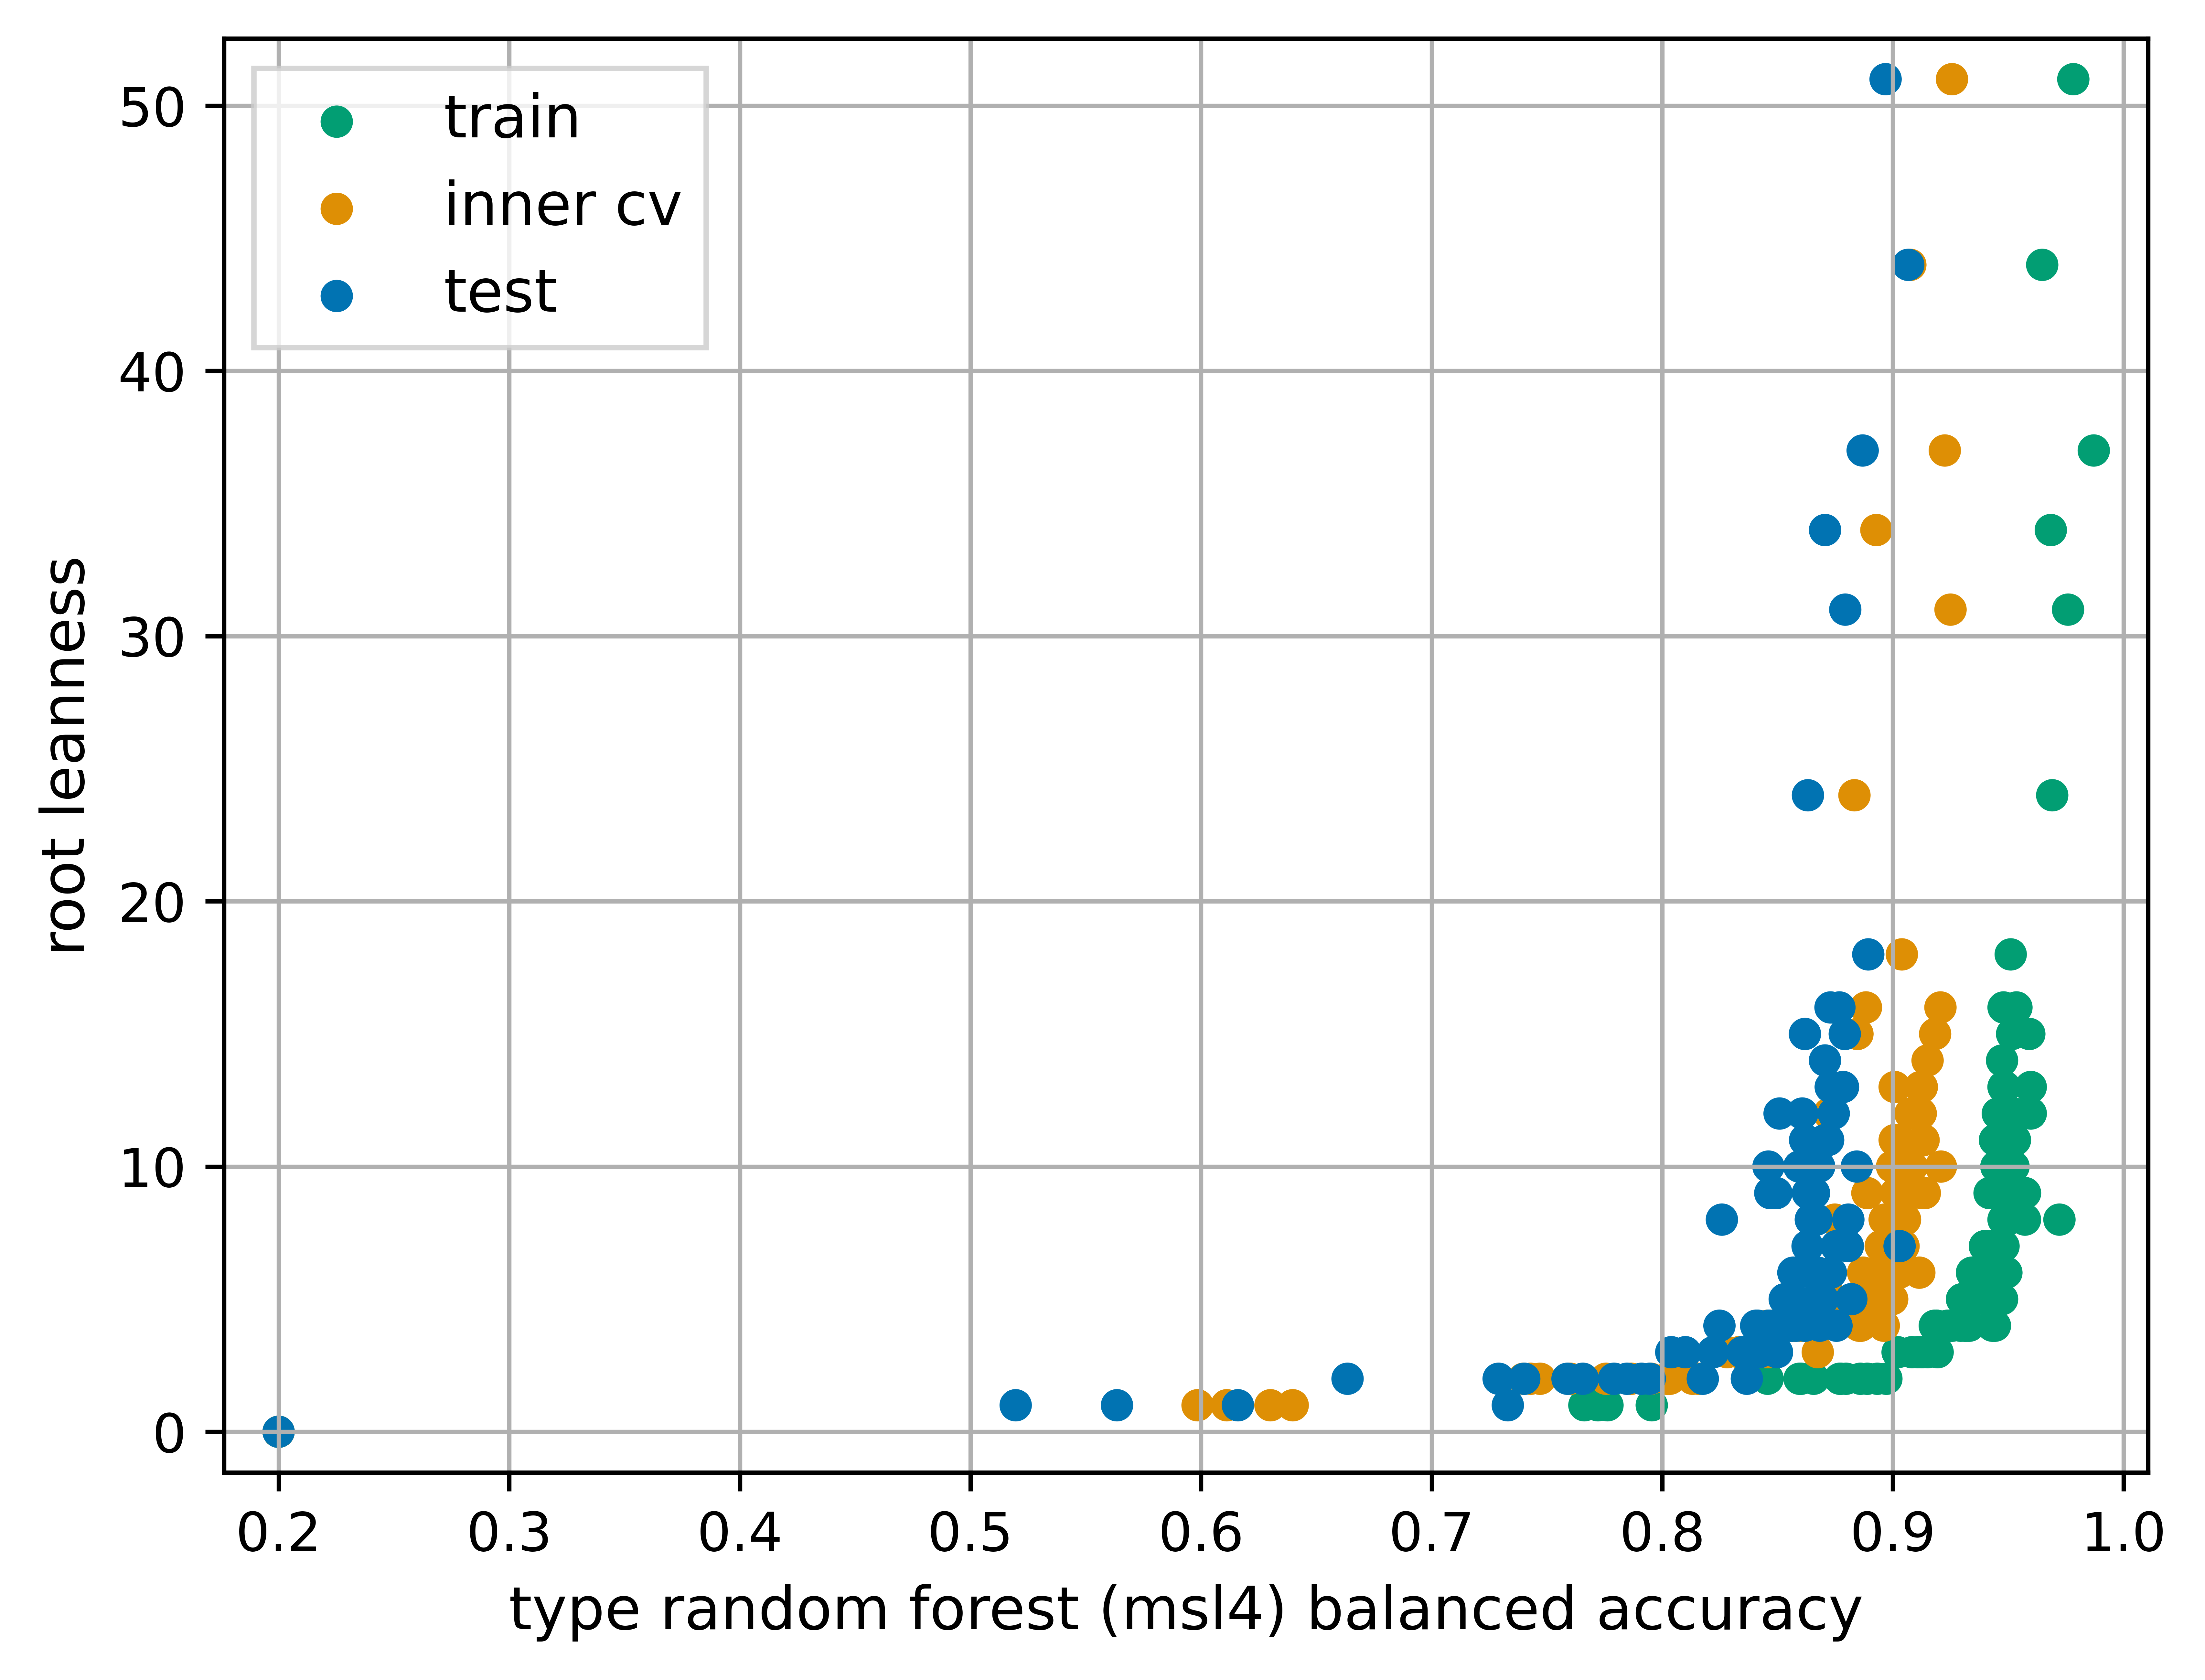 train
inner cv
test
50
40
30
20
10
0
root leanness
0.2 0.3 0.4 0.5 0.6 0.7 0.8 0.9 1.0
type random forest (msl4) balanced accuracy